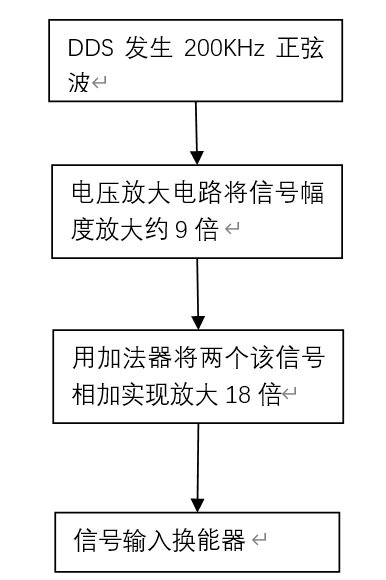 DDS 发生 200KHz 正弦
波↵
电压放大电路将信号幅
度放大约 9 倍↵
用加法器将两个该信号
相加实现放大 18 倍↵
信号输入换能器↵